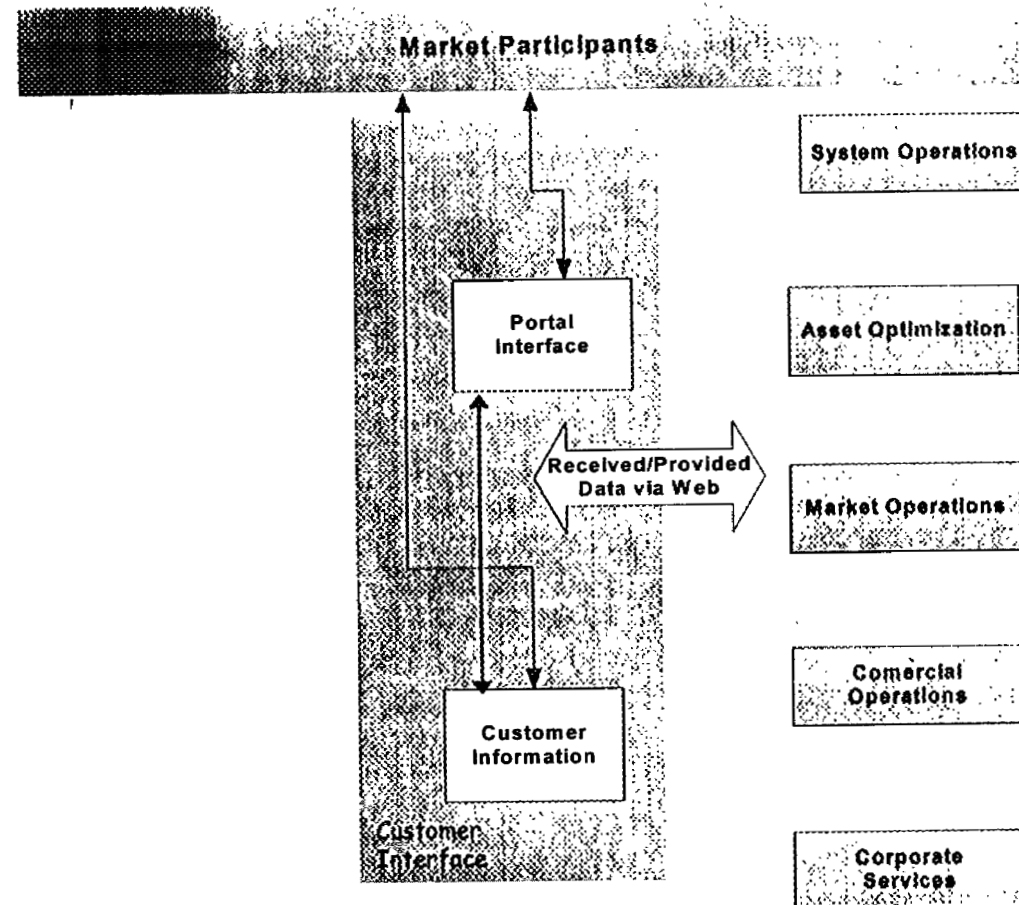 Market Participants
System Operations
Portal
Interface
Asset Optimization
Received/Provided
Data via Web
Market Operations
Comercial
Operations
Customer
Information
Customer
Interface
Corporate
Services